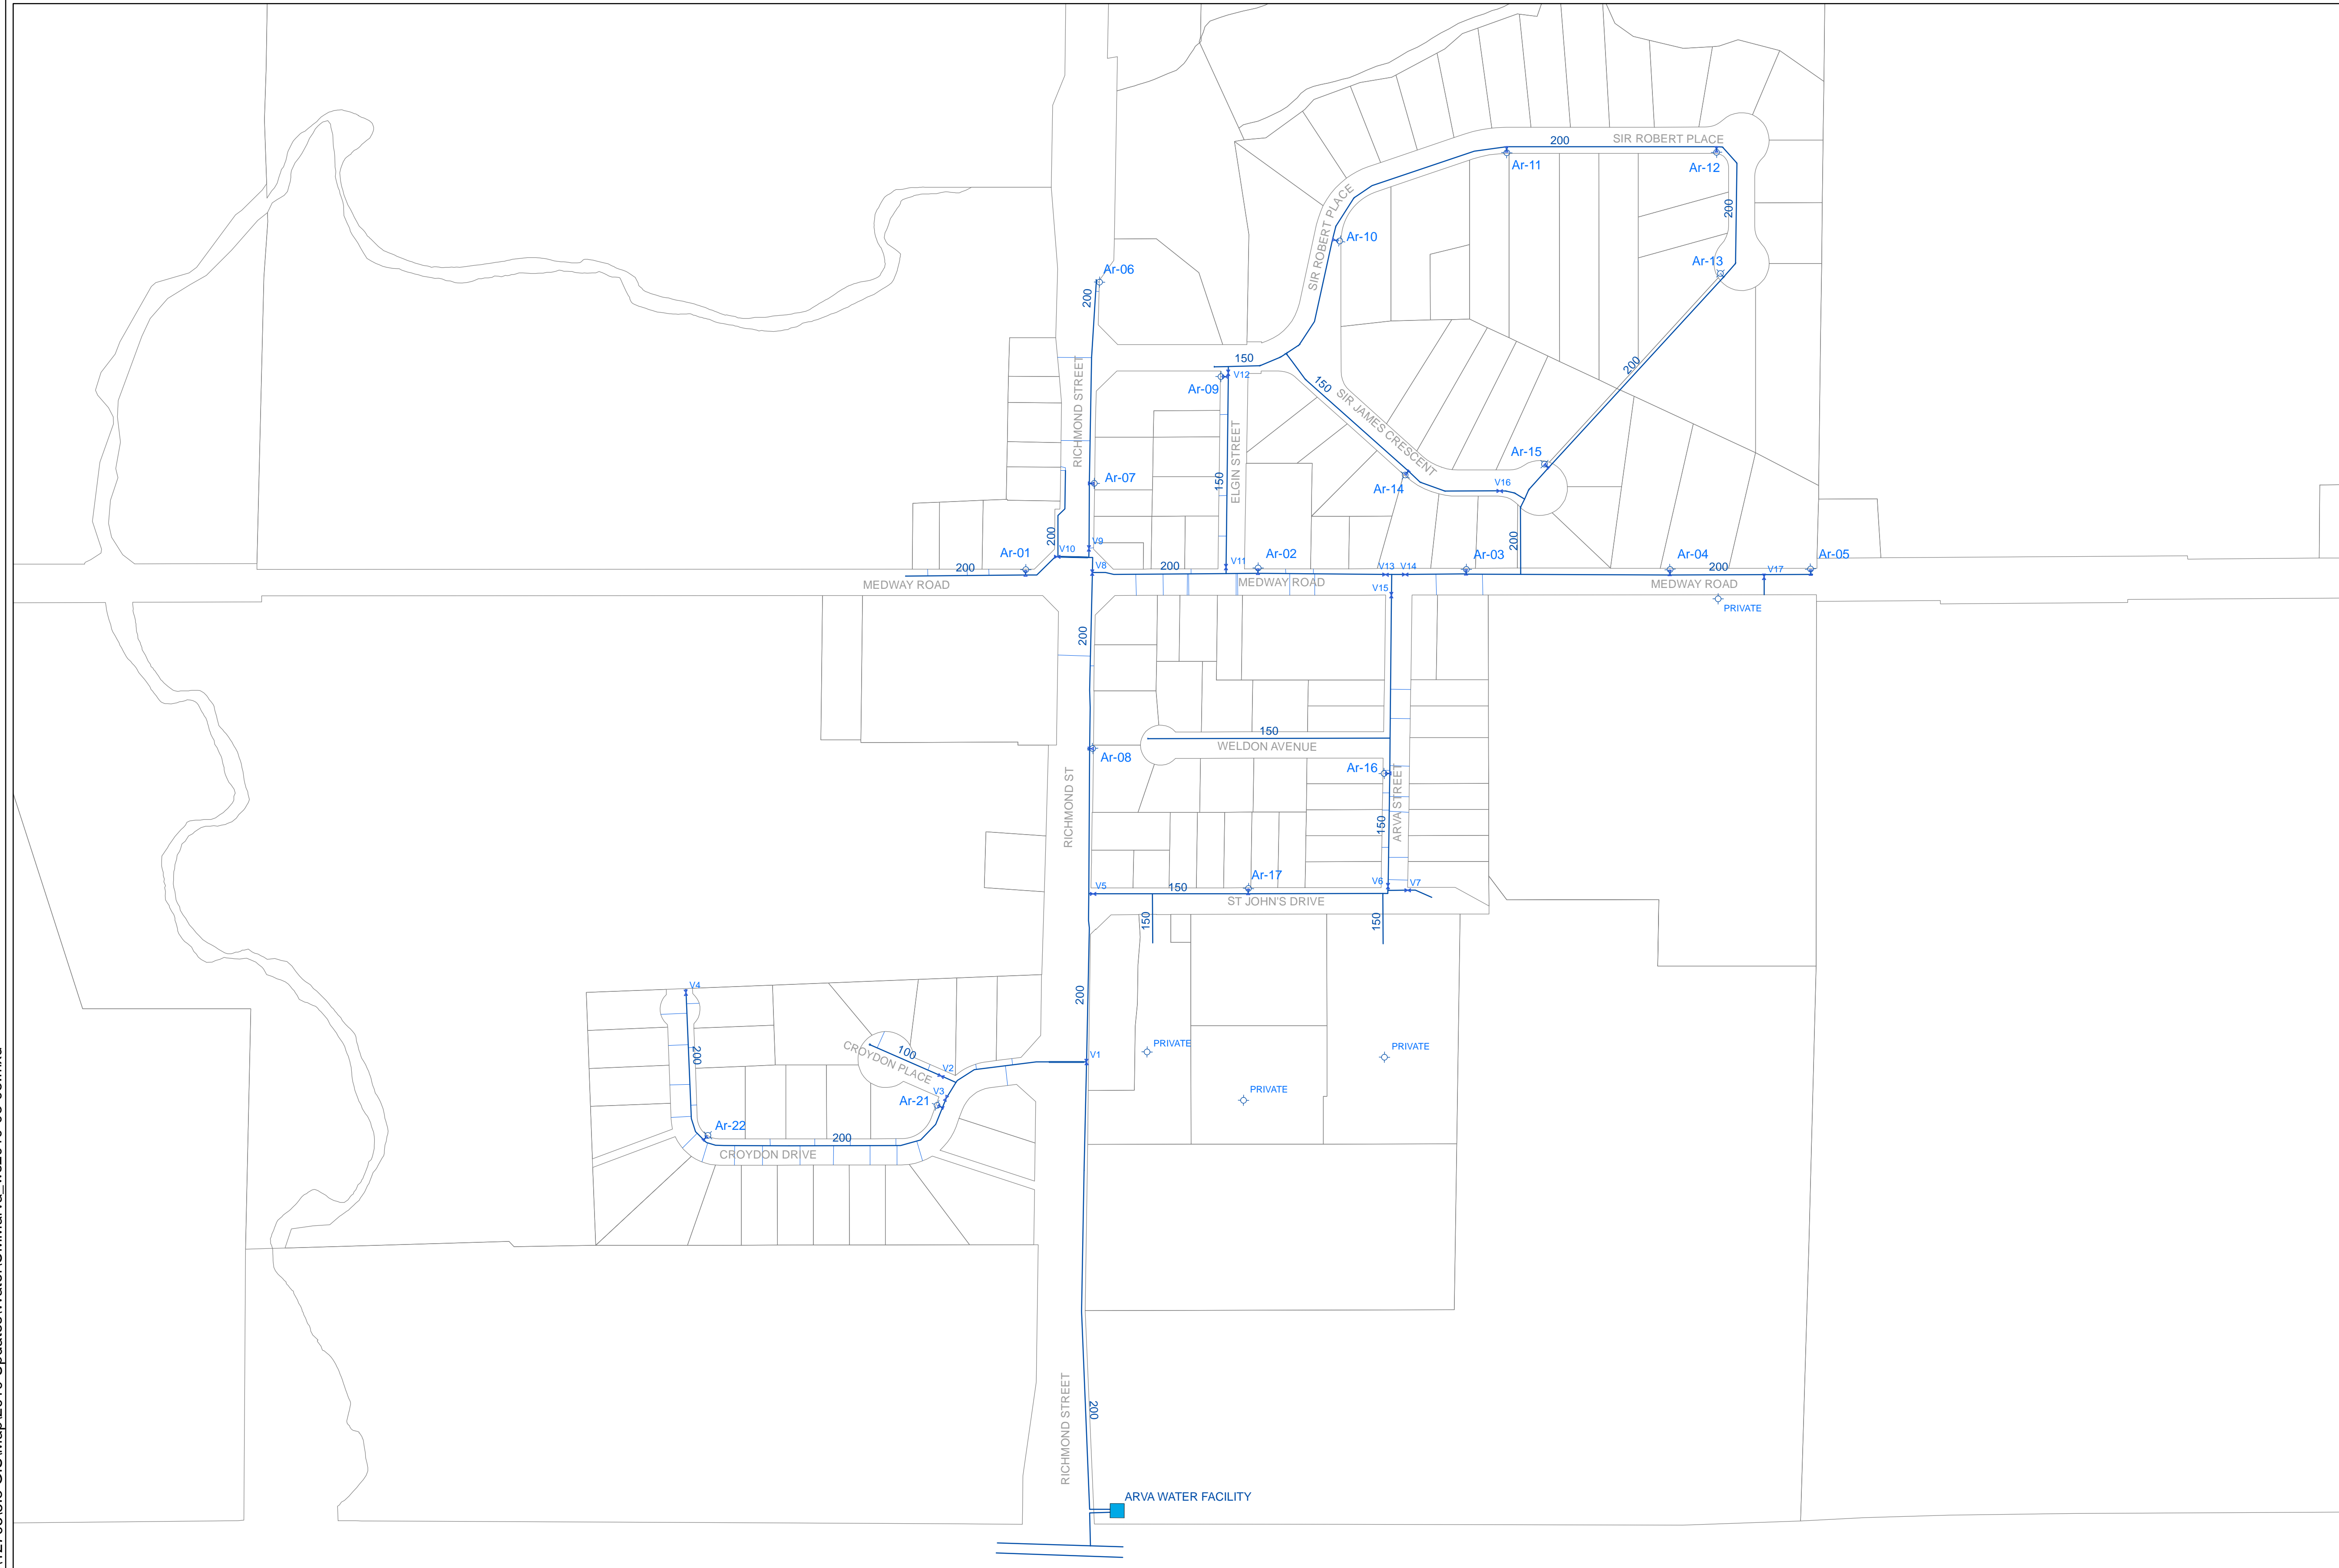 SIR ROBERT PLACE
200
Ar-11
Ar-12
200
SIR ROBERT PLACE
Ar-10
Ar-13
Ar-06
200
RICHMOND STREET
150
V12
Ar-09
ELGIN STREET
150
150
SIR JAMES CRESCENT
200
Ar-15
Ar-14
V16
Ar-07
200
V9
V10
V8
Ar-01
200
MEDWAY ROAD
200
V11
Ar-02
MEDWAY ROAD
V13
V14
V15
Ar-03
200
Ar-04
200
V17
Ar-05
MEDWAY ROAD
PRIVATE
200
150
WELDON AVENUE
Ar-08
Ar-16
ARVA STREET
150
RICHMOND ST
Ar-17
V5
150
ST JOHN'S DRIVE
V6
V7
150
150
V4
200
200
CROYDON PLACE
100
V2
V3
V1
Ar-21
Ar-22
200
CROYDON DRIVE
PRIVATE
PRIVATE
PRIVATE
RICHMOND STREET
200
ARVA WATER FACILITY